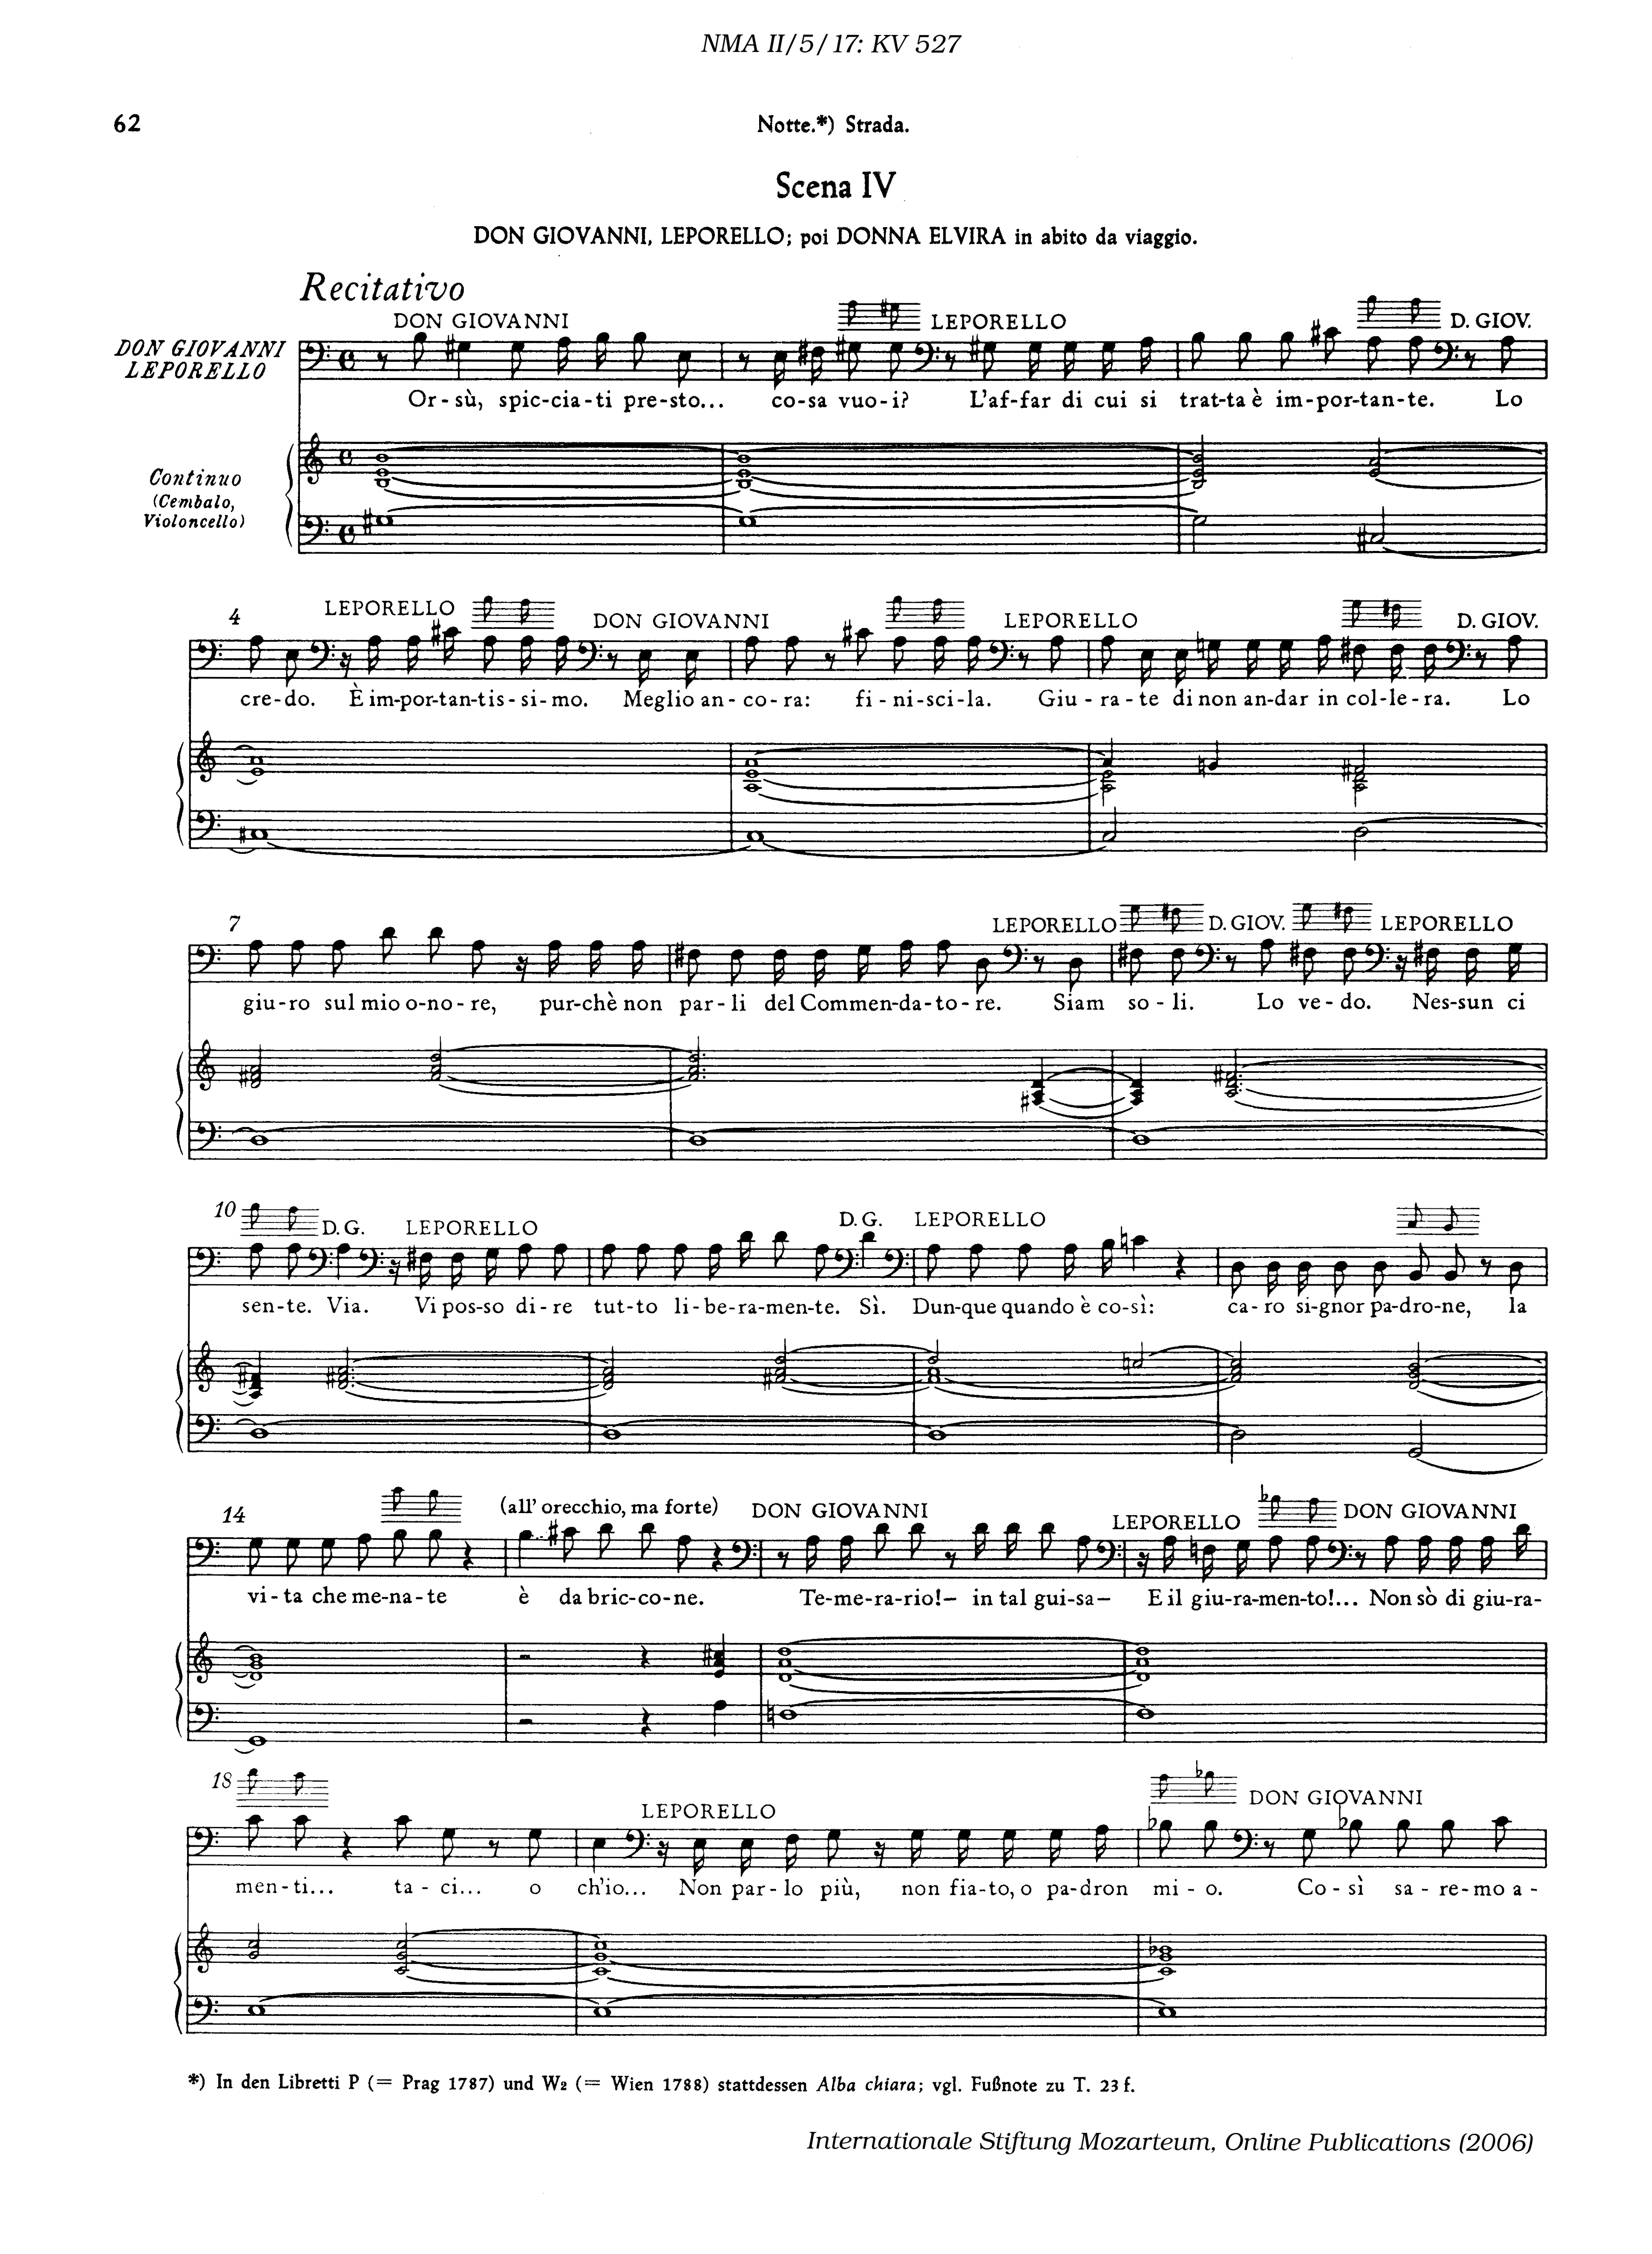 NMA II/5/17: KV 527
62
Notte.*) Strada.
Scena IV
DON GIOVANNI, LEPORELLO; poi DONNA ELVIRA in abito da viaggio.
Recitativo
DON GIOVANNI LEPORELLO D. GIOV.
DON GIOVANNI
LEPORELLO
Or-sù, spic-cia-ti pre-sto... co-sa vuo-i? L'af-far di cui si trat-ta è im-por-tan-te. Lo
Continuo
(Cembalo,
Violoncello)
4
LEPORELLO DON GIOVANNI LEPORELLO D. GIOV.
cre-do. È im-por-tan-tis-si-mo. Meglio an-co-ra: fi-ni-sci-la. Giu-ra-te di non an-dar in col-le-ra. Lo
7
LEPORELLO D. GIOV. LEPORELLO
giu-ro sul mio o-no-re, pur-chè non par-li del Commen-da-to-re. Siam so-li. Lo ve-do. Nes-sun ci
10
D. G. LEPORELLO D. G. LEPORELLO
sen-te. Via. Vi pos-so di-re tut-to li-be-ra-men-te. Sì. Dun-que quando è co-sì: ca-ro si-gnor pa-dro-ne, la
14
(all' orecchio, ma forte) DON GIOVANNI LEPORELLO DON GIOVANNI
vi-ta che me-na-te è da bric-co-ne. Te-me-ra-rio!– in tal gui-sa– E il giu-ra-men-to!... Non sò di giu-ra-
18
LEPORELLO DON GIOVANNI
men-ti... ta-ci... o ch'io... Non par-lo più, non fia-to, o pa-dron mi-o. Co-sì sa-re-mo a-
*) In den Libretti P (= Prag 1787) und W2 (= Wien 1788) stattdessen Alba chiara; vgl. Fußnote zu T. 23 f.
Internationale Stiftung Mozarteum, Online Publications (2006)